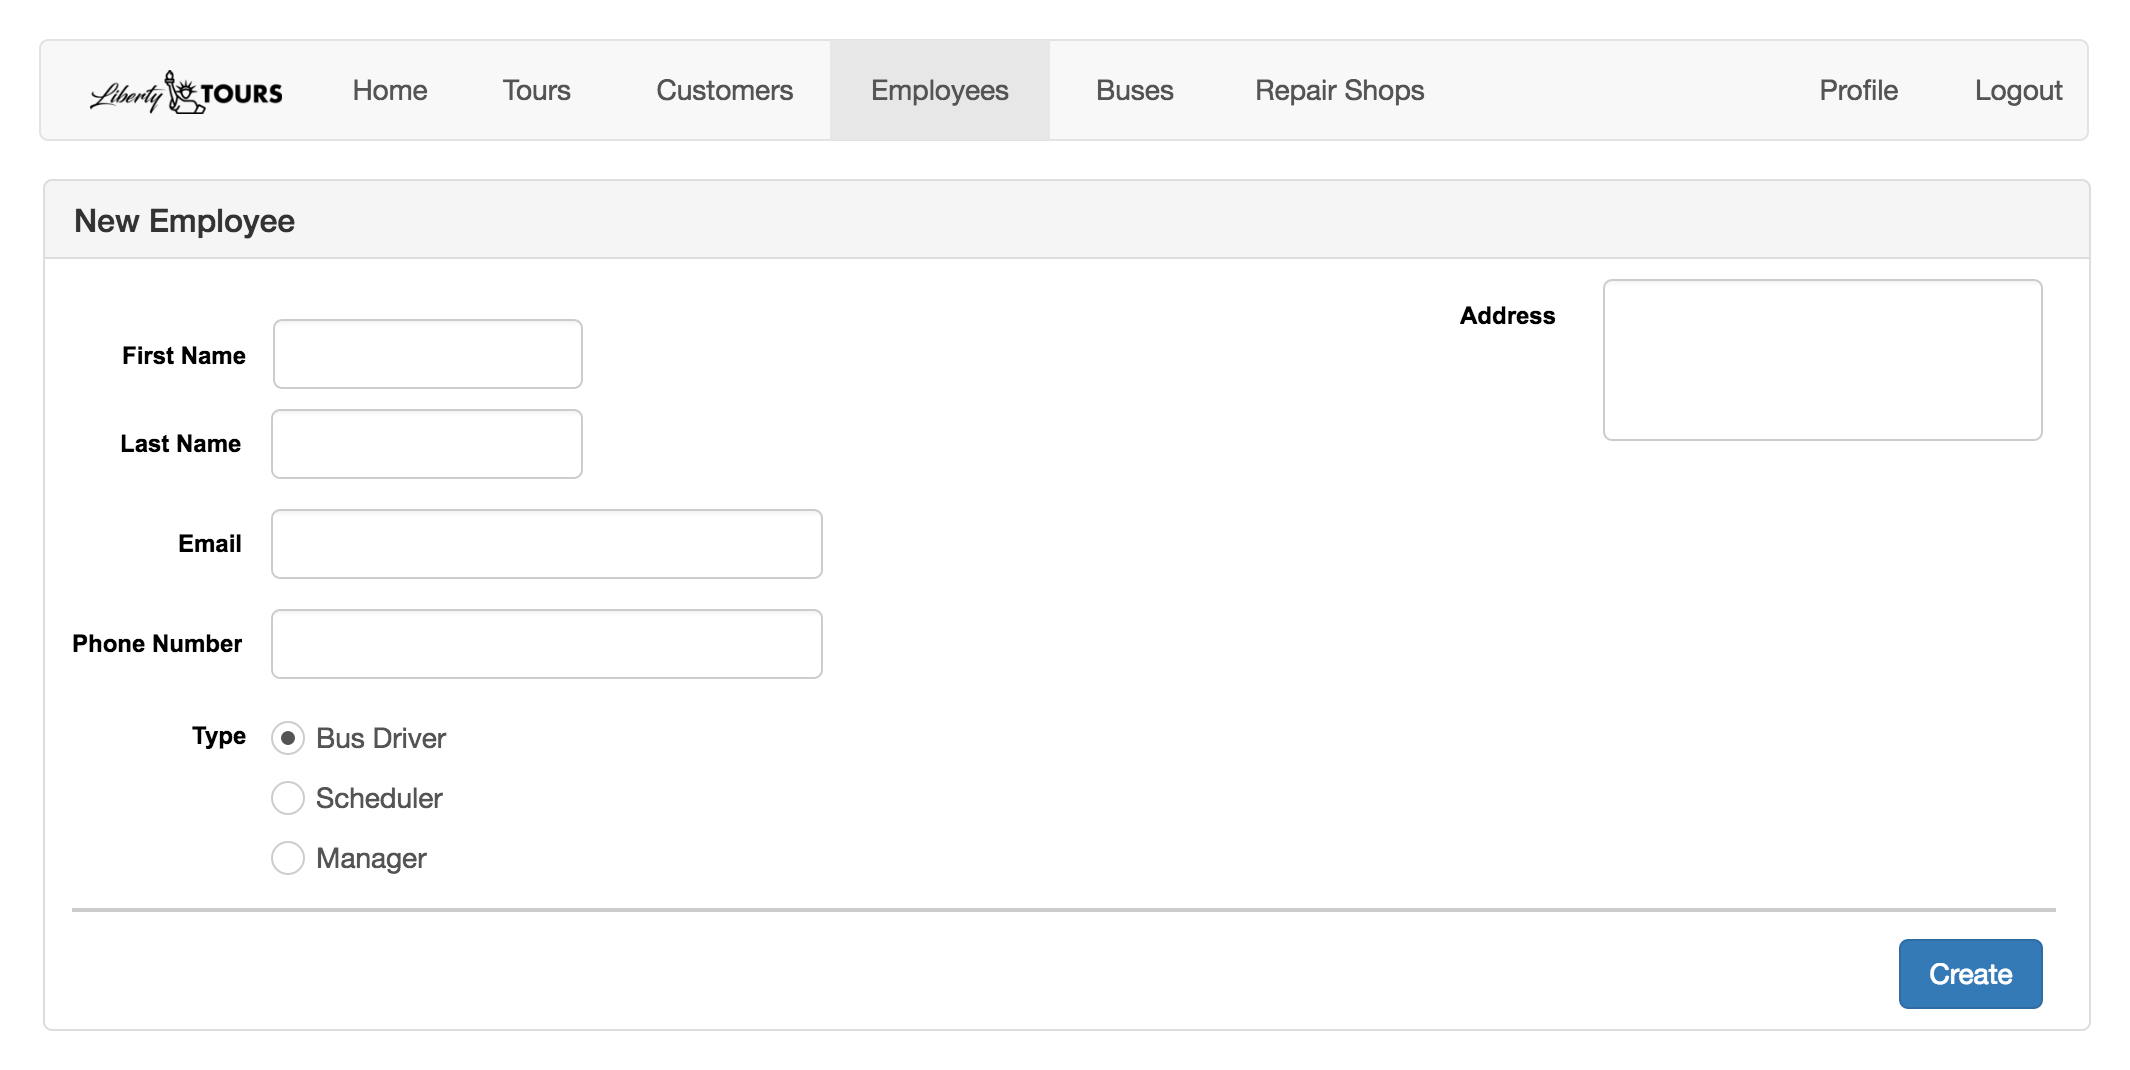 Liberty TOURS Home Tours Customers Employees Buses Repair Shops Profile Logout
New Employee
First Name
Last Name
Email
Phone Number
Type
Bus Driver
Scheduler
Manager
Address
Create